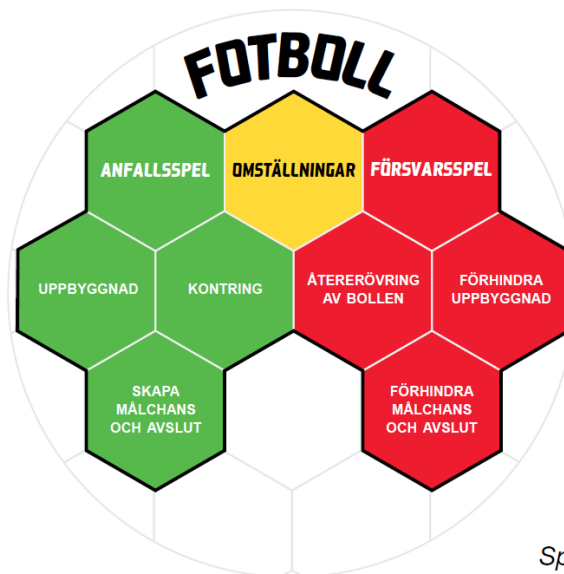 FOTBOLL
ANFALLSSPEL
OMSTÄLLNINGAR
FÖRSVARSSPEL
UPPBYGGNAD
KONTRING
ÅTERERÖVRING
AV BOLLEN
FÖRHINDRA
UPPBYGGNAD
SKAPA
MÅLCHANS
OCH AVSLUT
FÖRHINDRA
MÅLCHANS
OCH AVSLUT
Sp